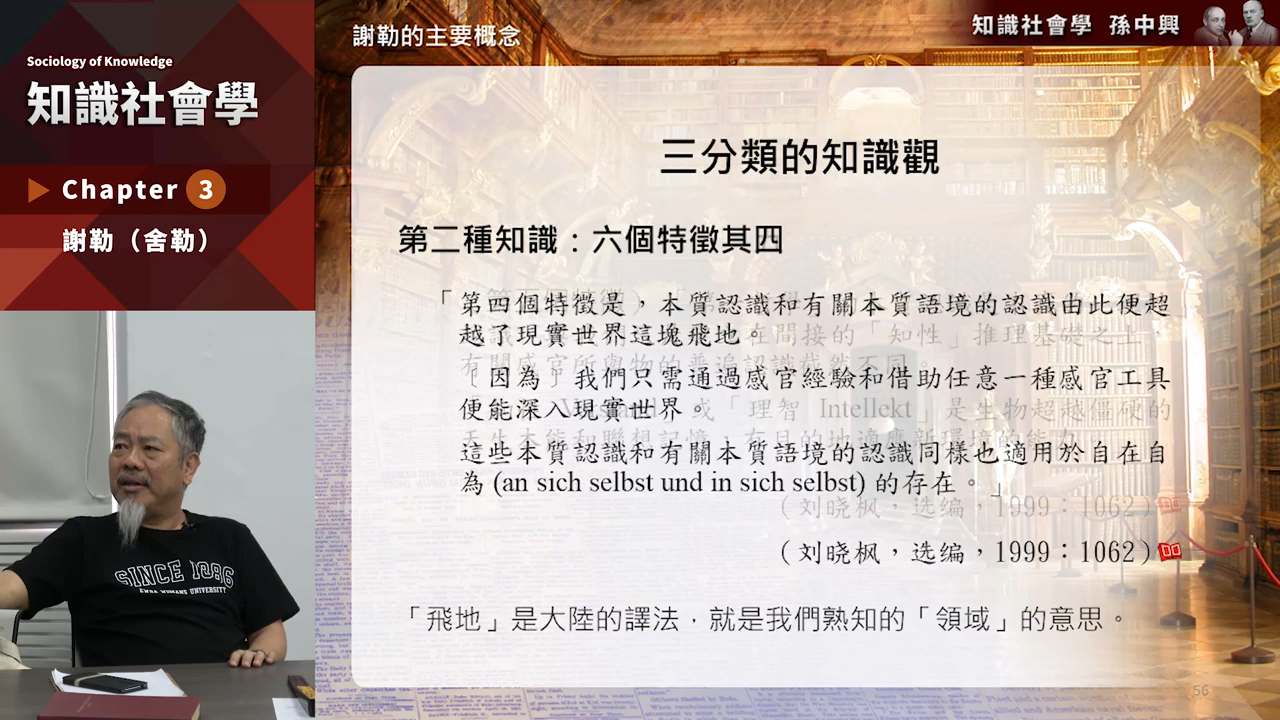 Sociology of Knowledge
知識社會學
Chapter 3
謝勒（舍勒）
謝勒的主要概念
知識社會學 孫中興
三分類的知識觀
第二種知識：六個特徵其四
「第四個特徵是，本質認識和有關本質語境的認識由此便超
越了現實世界這塊飛地。
〔因為〕我們只需通過感官經驗和借助任意一種感官工具
便能深入現實世界。
這些本質認識和有關本質語境的認識同樣也適用於自在自
為 (an sich selbst und in sich selbst) 的存在。」
（刘晓枫，选编，1999：1062）
「飛地」是大陸的譯法，就是我們熟知的「領域」的意思。
56
SINCE 1886
EWHA WOMANS UNIVERSITY